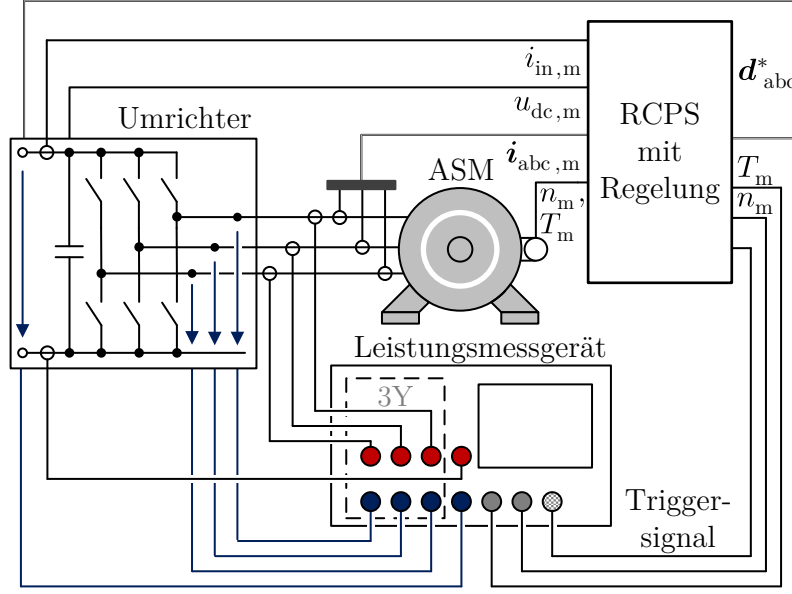 i_in,m
Umrichter
u_dc,m
d*_abc
RCPS
mit
Regelung
i_abc,m
ASM
n_m,
T_m
T_m
n_m
Leistungsmessgerät
3Y
Trigger-
signal